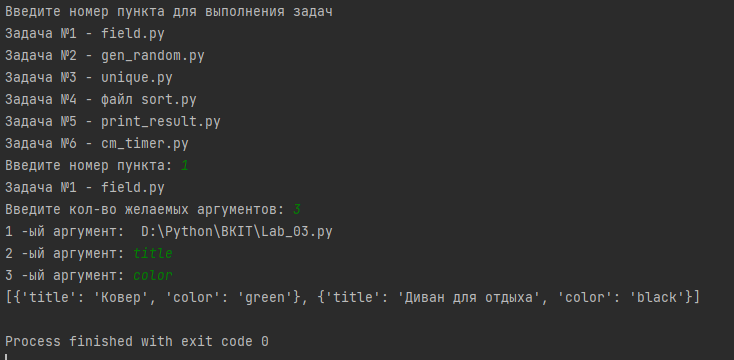 Введите номер пункта для выполнения задач
Задача №1 - field.py
Задача №2 - gen_random.py
Задача №3 - unique.py
Задача №4 - файл sort.py
Задача №5 - print_result.py
Задача №6 - cm_timer.py
Введите номер пункта: 1
Задача №1 - field.py
Введите кол-во желаемых аргументов: 3
1 -ый аргумент:  D:\Python\BKIT\Lab_03.py
2 -ый аргумент: title
3 -ый аргумент: color
[{'title': 'Ковер', 'color': 'green'}, {'title': 'Диван для отдыха', 'color': 'black'}]
Process finished with exit code 0